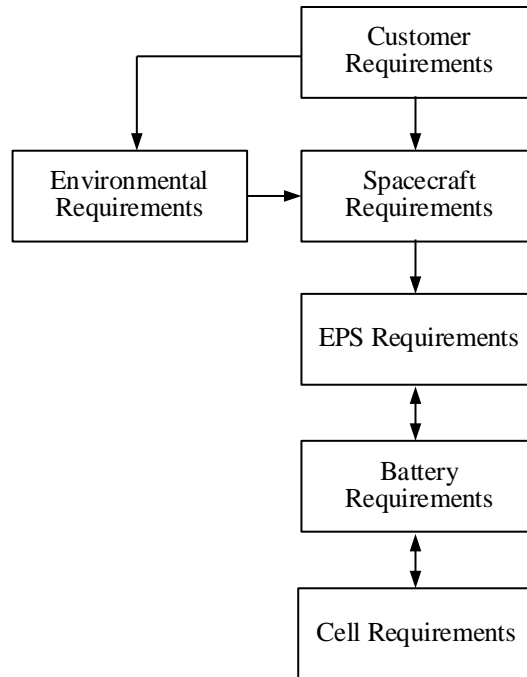 Customer
Requirements
Environmental
Requirements
Spacecraft
Requirements
EPS Requirements
Battery
Requirements
Cell Requirements